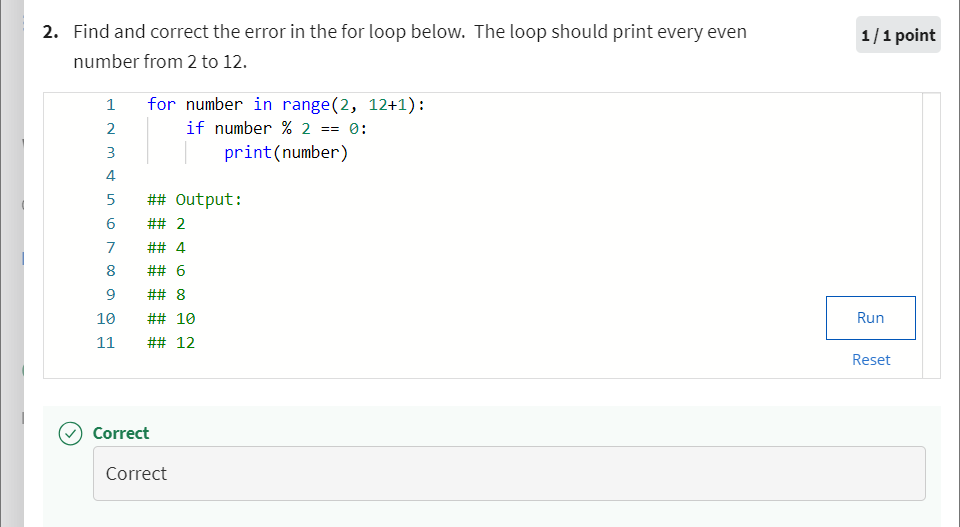 2. Find and correct the error in the for loop below. The loop should print every even
1 / 1 point
number from 2 to 12.
1 for number in range(2, 12+1):
2     if number % 2 == 0:
3         print(number)
4
5 ## Output:
6 ## 2
7 ## 4
8 ## 6
9 ## 8
10 ## 10
11 ## 12
Run
Reset
Correct
Correct